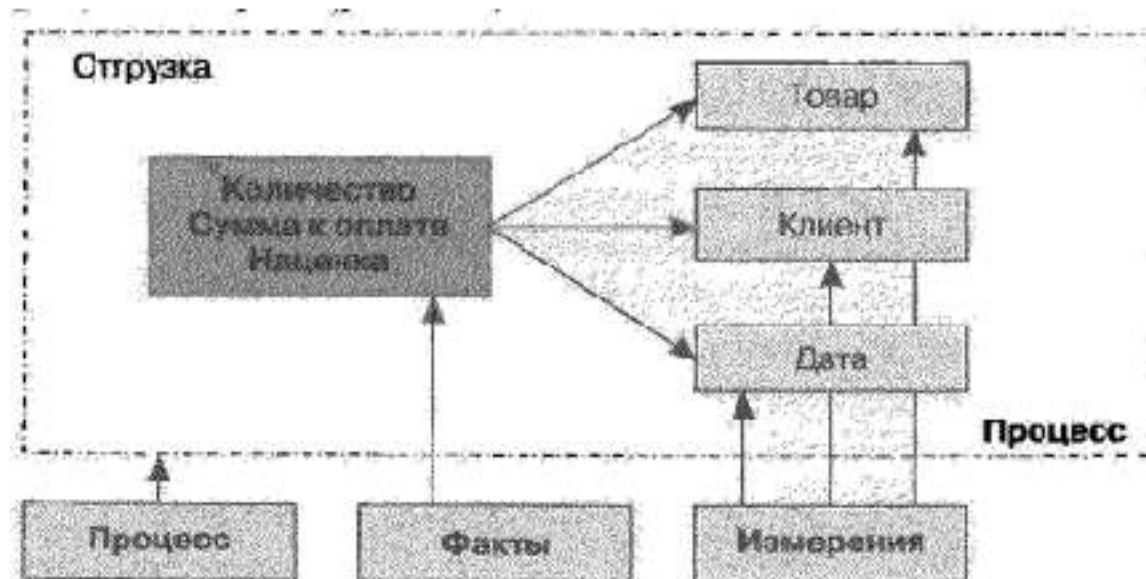 Отгрузка
Товар
Количество
Сумма к оплате
Наценка
Клиент
Дата
Процесс
Процесс
Факты
Измерения